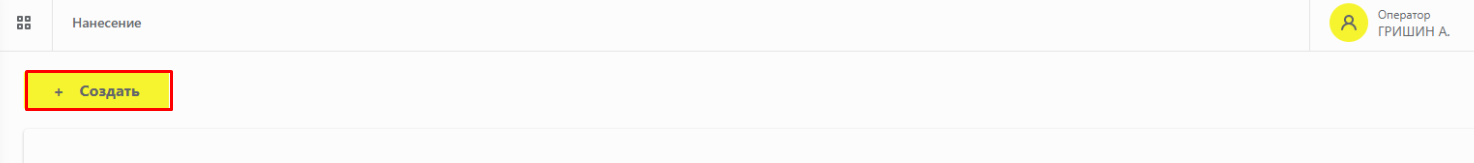 Нанесение
Оператор
ГРИШИН А.
+ Создать